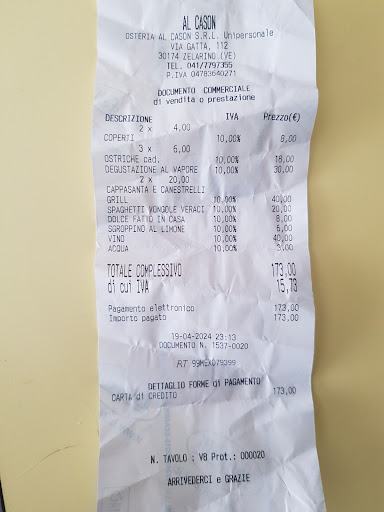 AL CASON
OSTERIA AL CASON S.R.L. Unipersonale
VIA GATTA, 112
30174 ZELARINO (VE)
TEL. 041/7797355
P.IVA 04783640271
DOCUMENTO COMMERCIALE
di vendita o prestazione
DESCRIZIONE IVA Prezzo(€)
2 x 4,00
COPERTI 10,00% 8,00
3 x 6,00
OSTRICHE cad. 10,00% 18,00
DEGUSTAZIONE AL VAPORE 10,00% 30,00
2 x 20,00
CAPPASANTA E CANESTRELLI
GRILL 10,00% 40,00
SPAGHETTI VONGOLE VERACI 10,00% 20,00
DOLCE FATTO IN CASA 10,00% 8,00
SGROPPINO AL LIMONE 10,00% 6,00
VINO 10,00% 40,00
ACQUA 10,00% 3,00
TOTALE COMPLESSIVO 173,00
di cui IVA 15,73
Pagamento elettronico 173,00
Importo pagato 173,00
19-04-2024 23:13
DOCUMENTO N. 1537-0020
RT 99MEX079399
DETTAGLIO FORME di PAGAMENTO
CARTA di CREDITO 173,00
N. TAVOLO : V8 Prot.: 000020
ARRIVEDERCI e GRAZIE